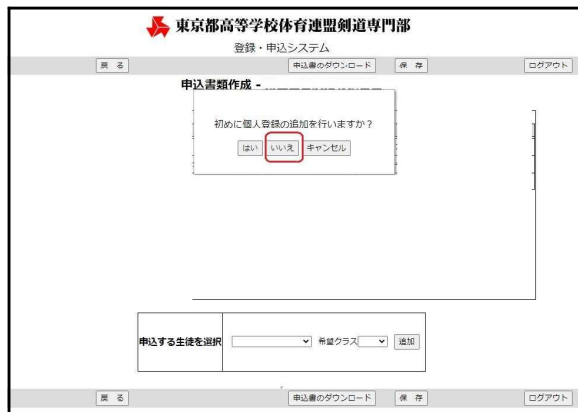 東京都高等学校体育連盟剣道専門部
登録・申込システム
戻 る 申込書のダウンロード 保 存 ログアウト
申込書類作成 -
初めに個人登録の追加を行いますか？
はい いいえ キャンセル
申込する生徒を選択 希望クラス 追加
戻 る 申込書のダウンロード 保 存 ログアウト